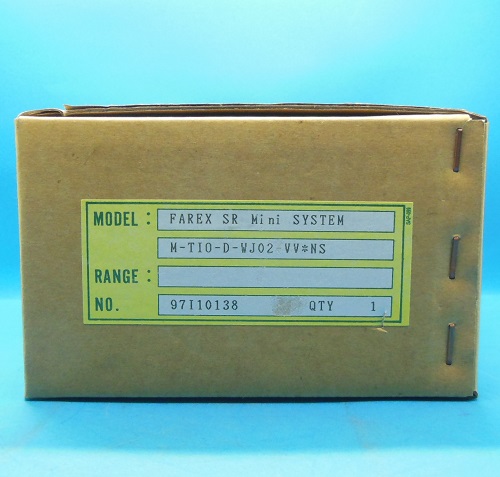 MODEL: FAREX SR Mini SYSTEM
M-TIO-D-WJ02-VV*NS
RANGE:
NO. 97I10138 QTY 1